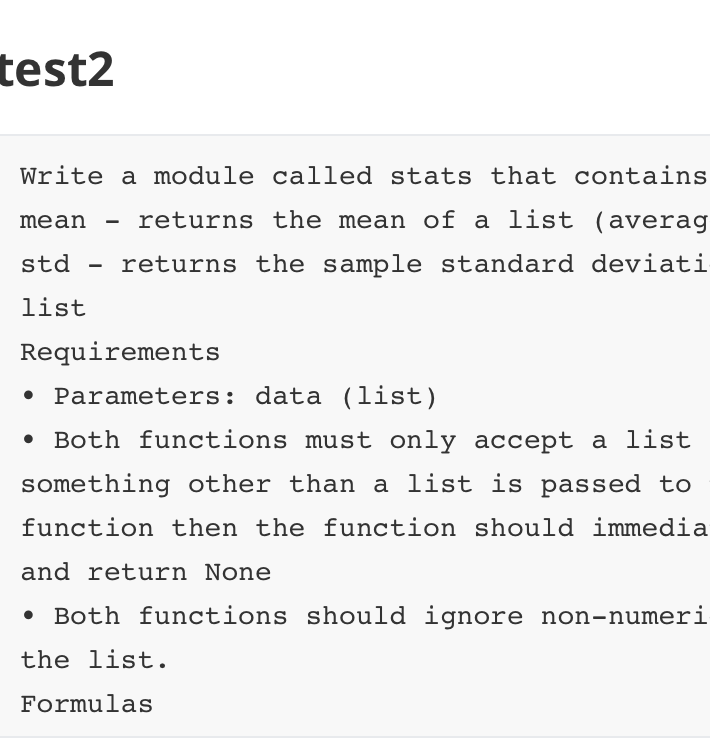 test2
Write a module called stats that contains
mean – returns the mean of a list (averag
std – returns the sample standard deviati
list
Requirements
• Parameters: data (list)
• Both functions must only accept a list
something other than a list is passed to
function then the function should immedia
and return None
• Both functions should ignore non-numeri
the list.
Formulas